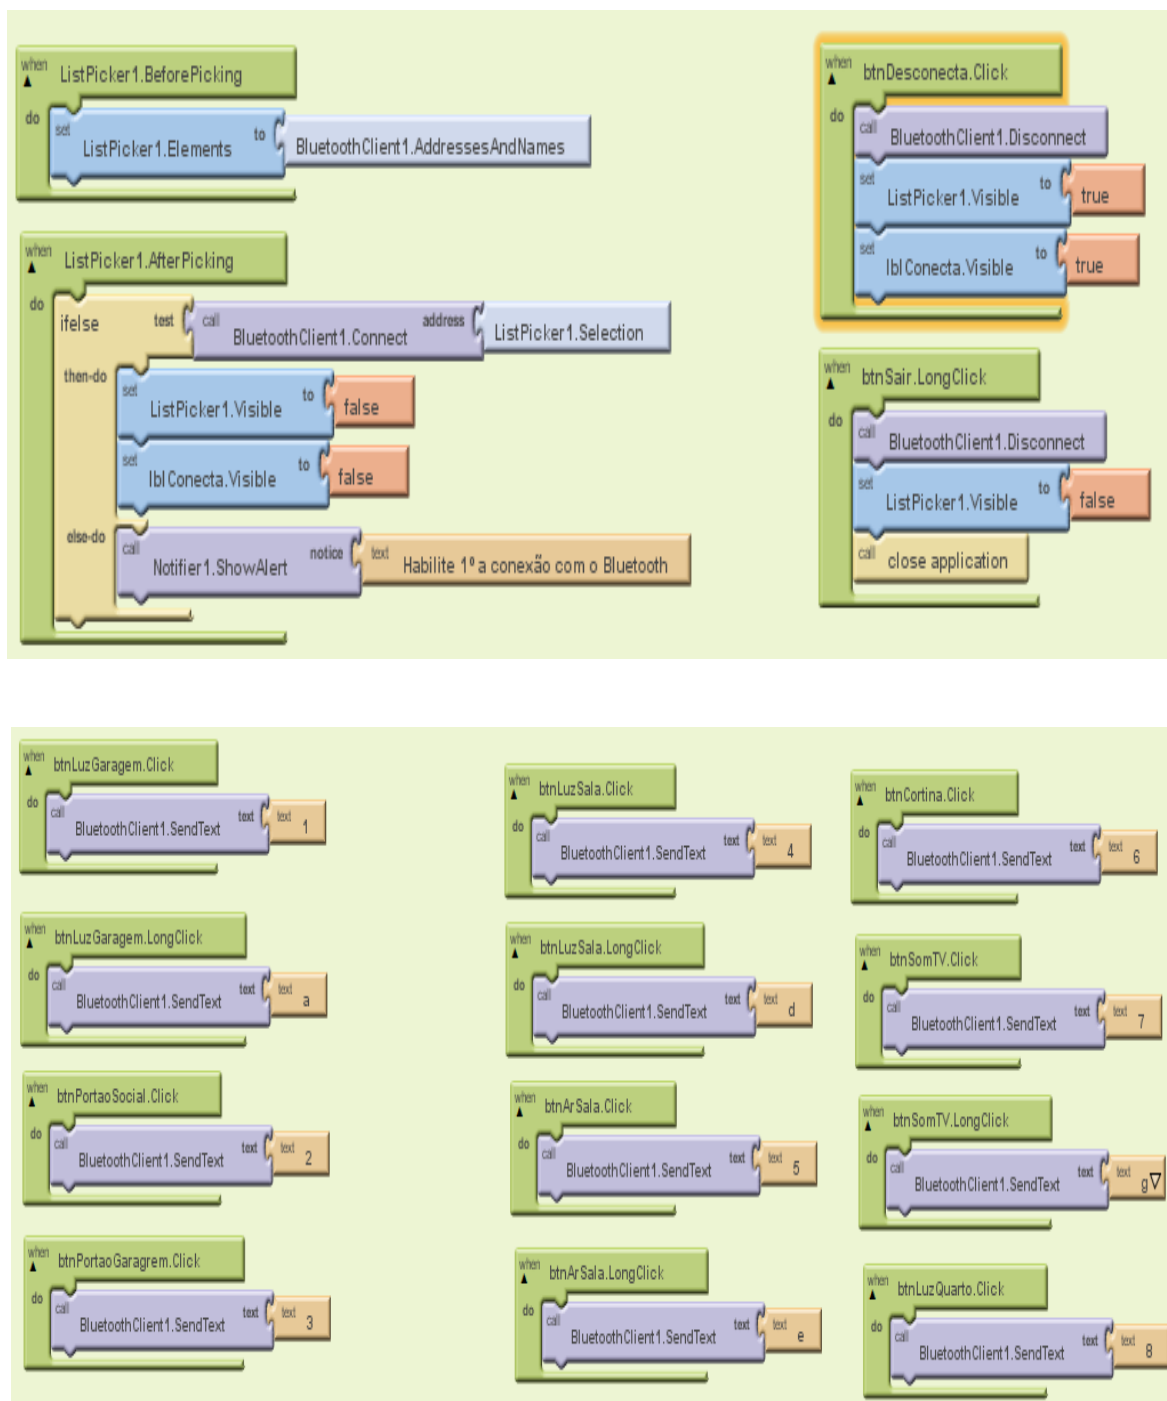 when ListPicker1.BeforePicking
do set ListPicker1.Elements to BluetoothClient1.AddressesAndNames
when ListPicker1.AfterPicking
do ifelse test call BluetoothClient1.Connect address ListPicker1.Selection
then-do set ListPicker1.Visible to false
set lblConecta.Visible to false
else-do call Notifier1.ShowAlert notice text Habilite 1º a conexão com o Bluetooth
when btnDesconecta.Click
do call BluetoothClient1.Disconnect
set ListPicker1.Visible to true
set lblConecta.Visible to true
when btnSair.LongClick
do call BluetoothClient1.Disconnect
set ListPicker1.Visible to false
call close application
when btnLuzGaragem.Click
do call BluetoothClient1.SendText text text 1
when btnLuzGaragem.LongClick
do call BluetoothClient1.SendText text text a
when btnPortaoSocial.Click
do call BluetoothClient1.SendText text text 2
when btnPortaoGaragrem.Click
do call BluetoothClient1.SendText text text 3
when btnLuzSala.Click
do call BluetoothClient1.SendText text text 4
when btnLuzSala.LongClick
do call BluetoothClient1.SendText text text d
when btnArSala.Click
do call BluetoothClient1.SendText text text 5
when btnArSala.LongClick
do call BluetoothClient1.SendText text text e
when btnCortina.Click
do call BluetoothClient1.SendText text text 6
when btnSomTV.Click
do call BluetoothClient1.SendText text text 7
when btnSomTV.LongClick
do call BluetoothClient1.SendText text text g
when btnLuzQuarto.Click
do call BluetoothClient1.SendText text text 8